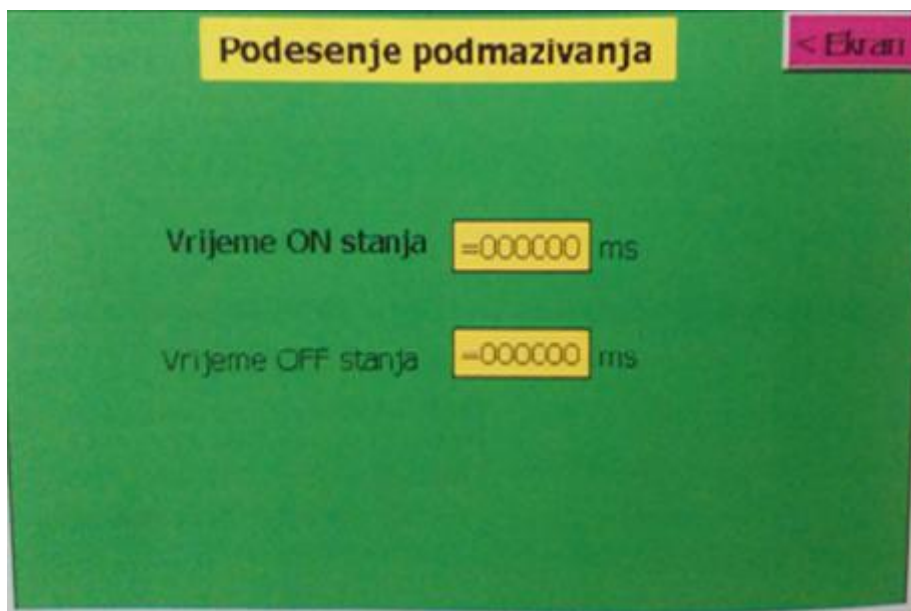 Podesenje podmazivanja
< Ekran
Vrijeme ON stanja =000000 ms
Vrijeme OFF stanja =000000 ms